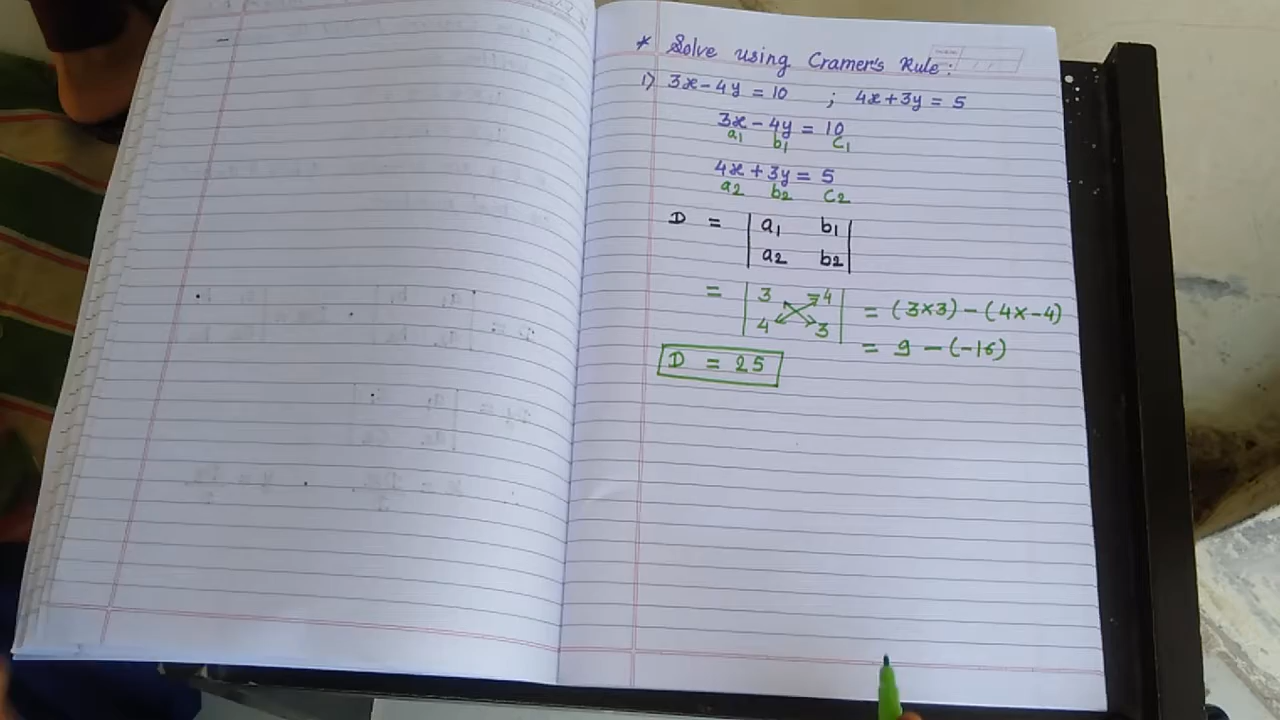 * Solve using Cramer's Rule:
1) 3x - 4y = 10 ; 4x + 3y = 5
3x - 4y = 10
a1 b1 C1
4x + 3y = 5
a2 b2 C2
D = | a1 b1 |
| a2 b2 |
= | 3 -4 | = (3×3) - (4×-4)
| 4 3 |
= 9 - (-16)
D = 25